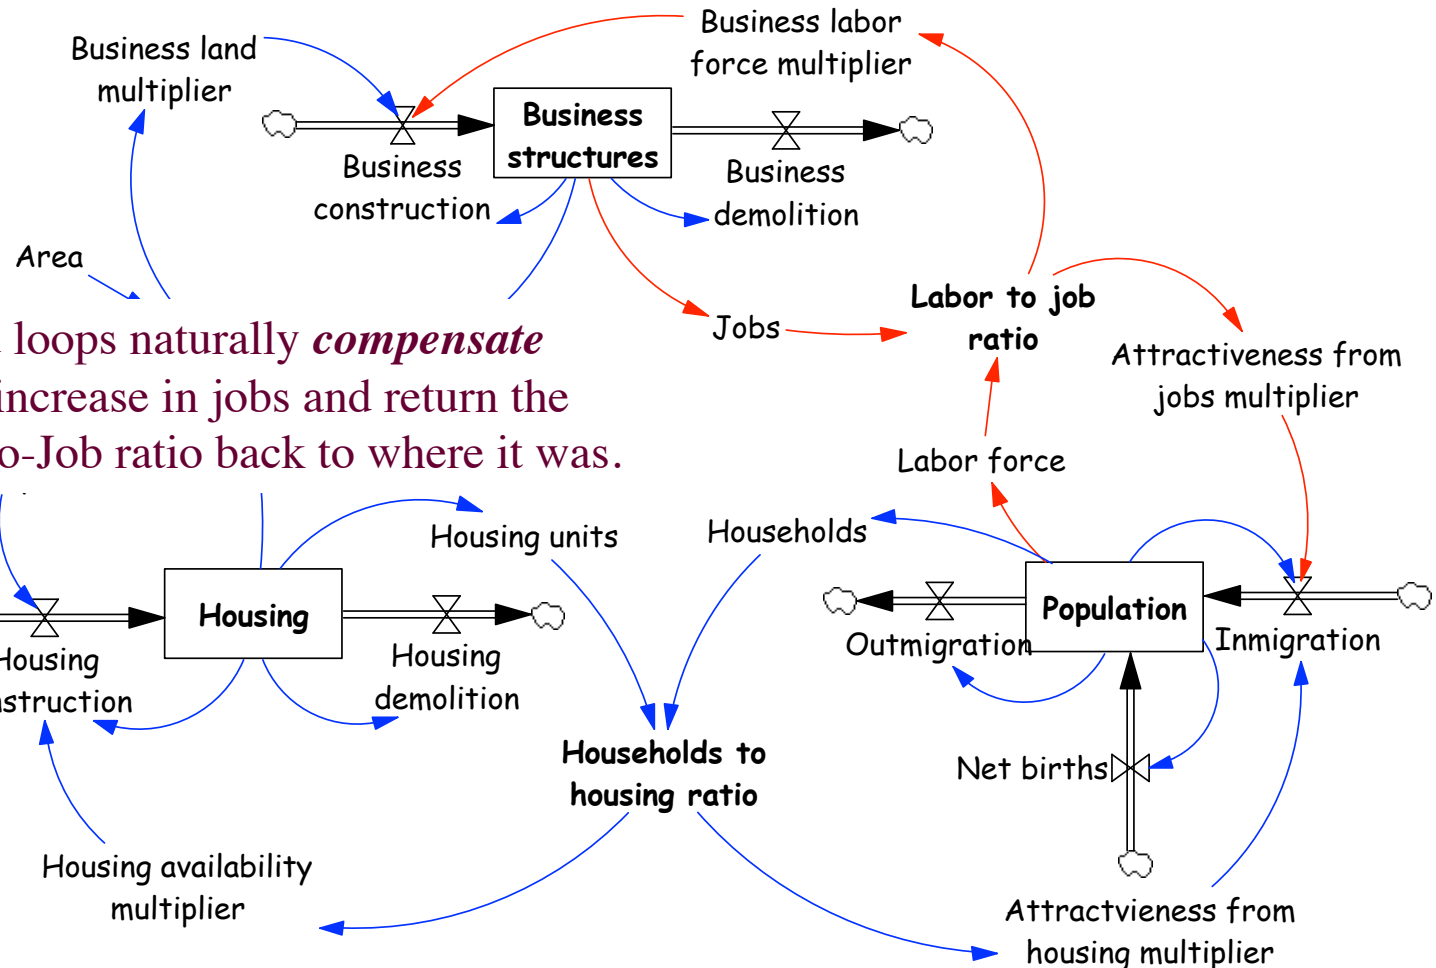 Business land
multiplier
Business labor
force multiplier
Business
structures
Business
construction
Business
demolition
Area
Labor to job
ratio
Jobs
Attractiveness from
jobs multiplier
loops naturally compensate
increase in jobs and return the
o-Job ratio back to where it was.
Labor force
Housing units
Households
Housing
Population
Outmigration
Inmigration
Housing
struction
Housing
demolition
Households to
housing ratio
Net births
Housing availability
multiplier
Attractvieness from
housing multiplier